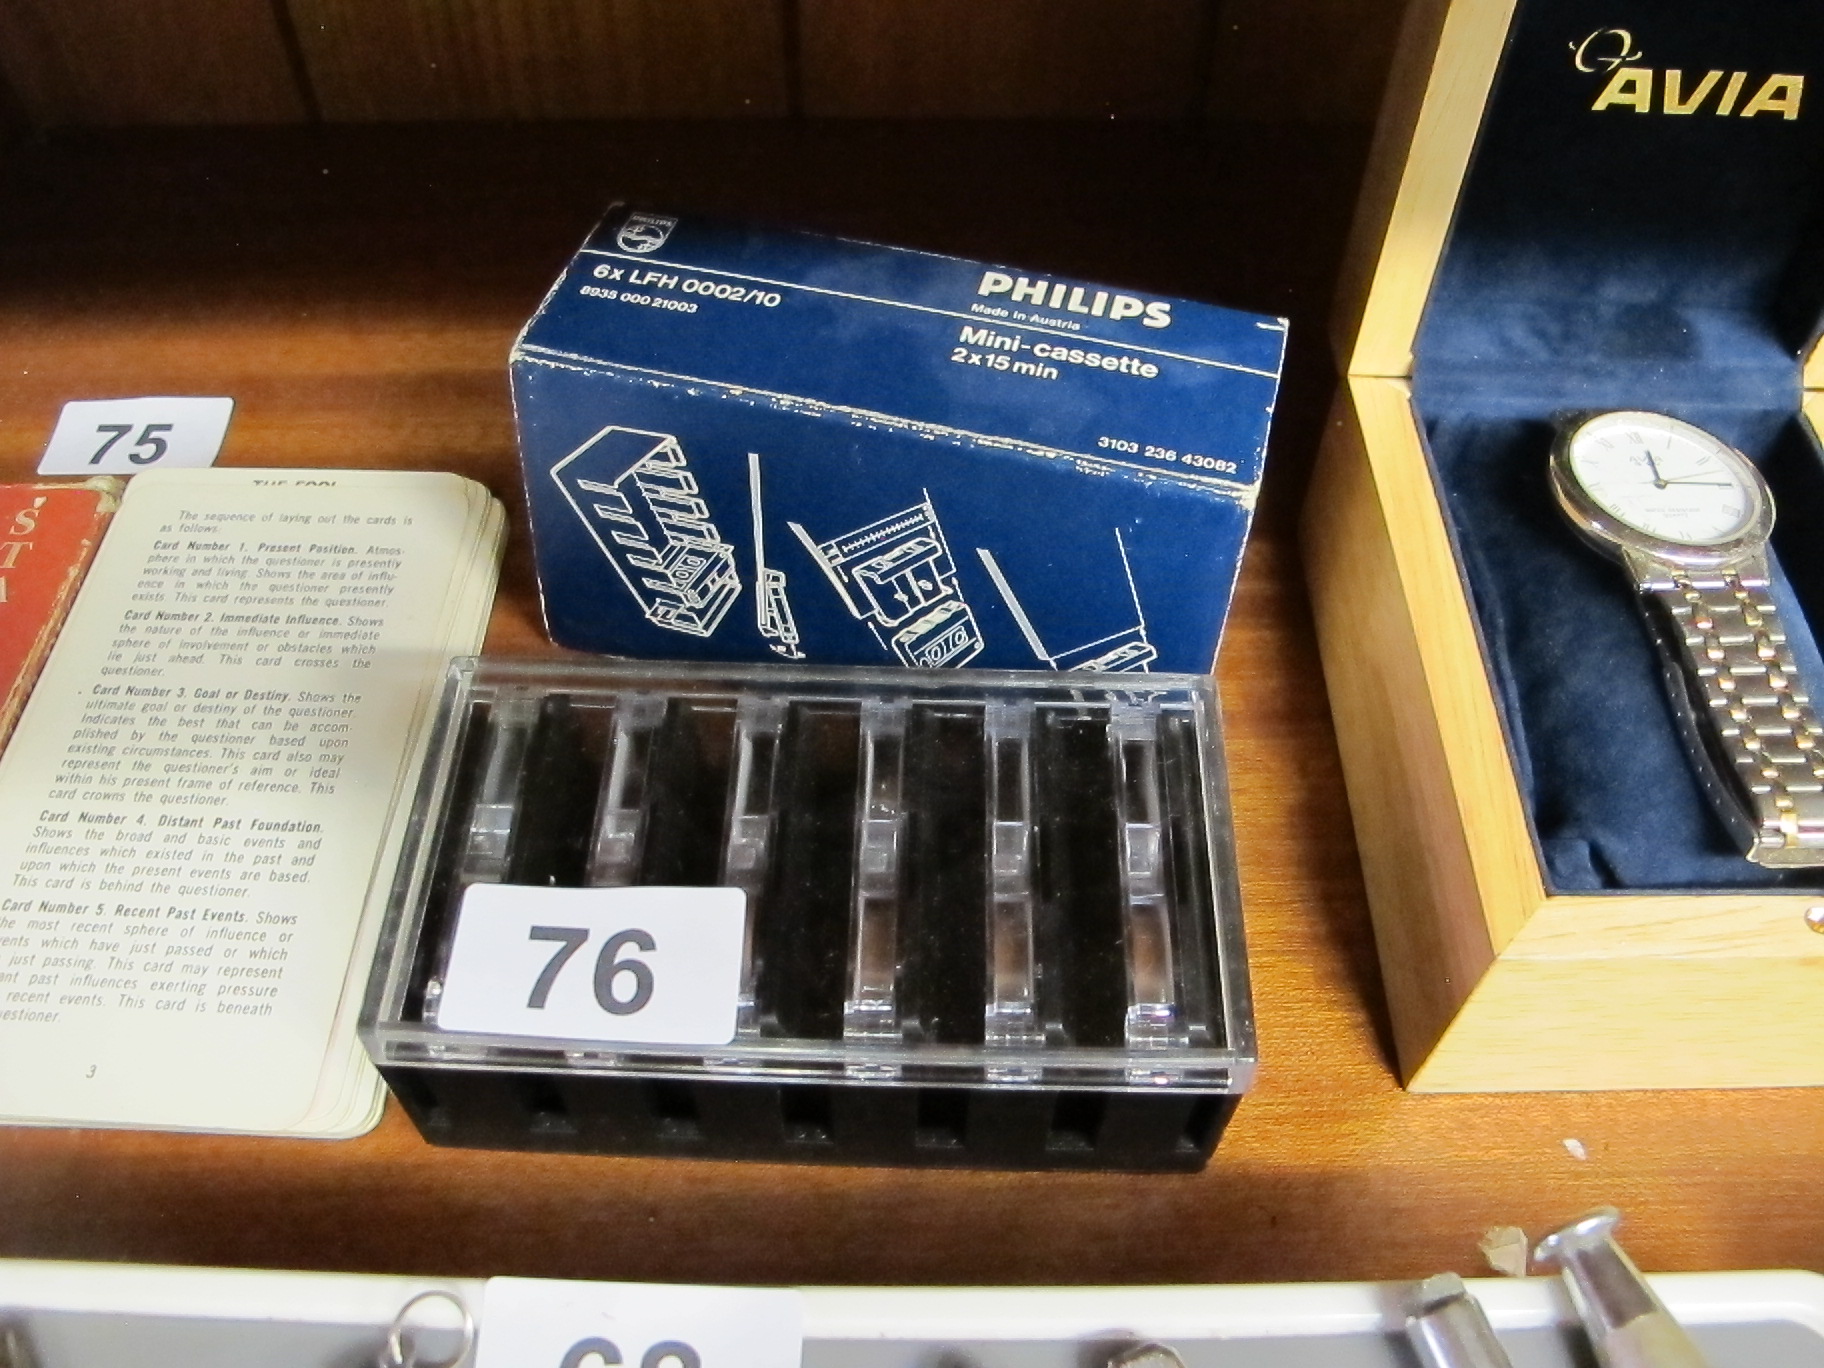 AVIA
PHILIPS
6x LFH 0002/10
8935 000 21003
PHILIPS
Made in Austria
Mini-cassette
2x15 min
3103 236 43082
75
S'
T
A
THE FOOL
The sequence of laying out the cards is
as follows:
Card Number 1. Present Position. Atmos-
phere in which the questioner is presently
working and living. Shows the area of influ-
ence in which the questioner presently
exists. This card represents the questioner.
Card Number 2. Immediate Influence. Shows
the nature of the influence or immediate
sphere of involvement or obstacles which
lie just ahead. This card crosses the
questioner.
Card Number 3. Goal or Destiny. Shows the
ultimate goal or destiny of the questioner.
Indicates the best that can be accom-
plished by the questioner based upon
existing circumstances. This card also may
represent the questioner's aim or ideal
within his present frame of reference. This
card crowns the questioner.
Card Number 4. Distant Past Foundation.
Shows the broad and basic events and
influences which existed in the past and
upon which the present events are based.
This card is behind the questioner.
Card Number 5. Recent Past Events. Shows
he most recent sphere of influence or
vents which have just passed or which
just passing. This card may represent
ant past influences exerting pressure
recent events. This card is beneath
uestioner.
3
76
AVIA
68